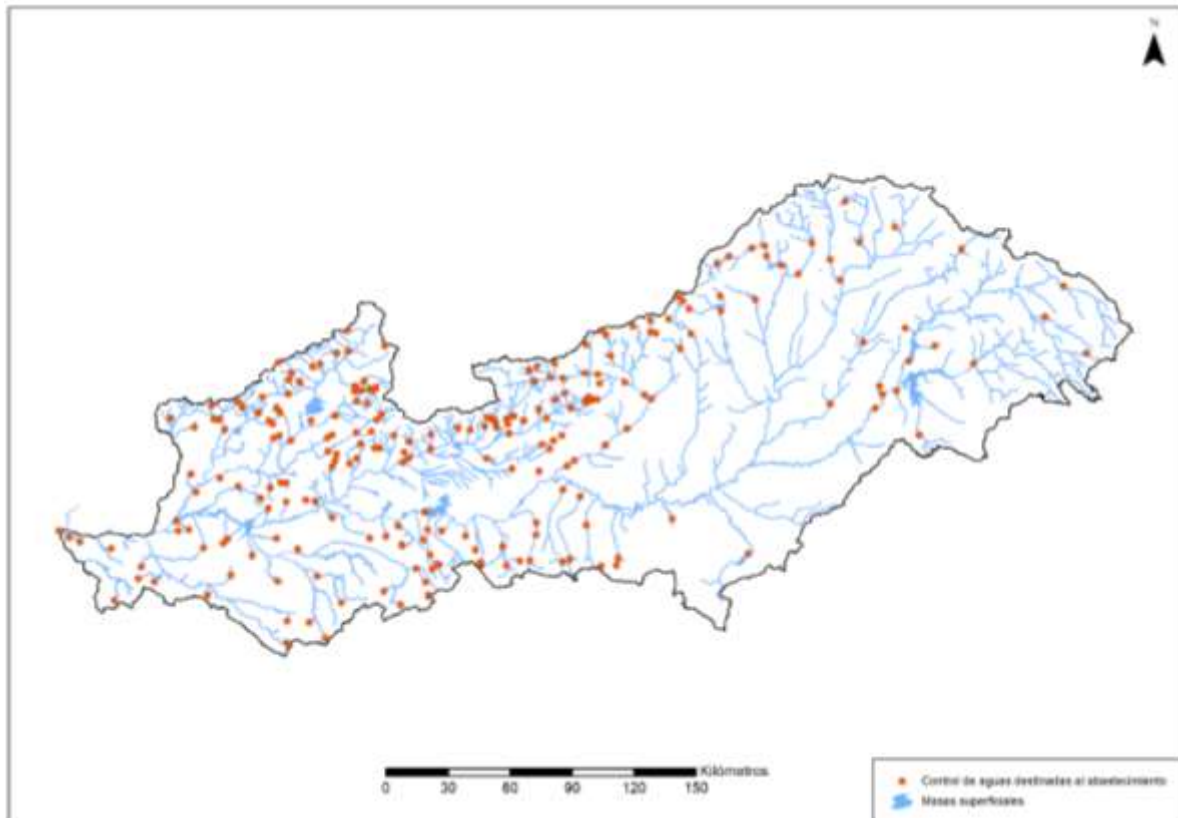 N
Kilómetros
0 30 60 90 120 150
Control de aguas destinadas al abastecimiento
Masas superficiales